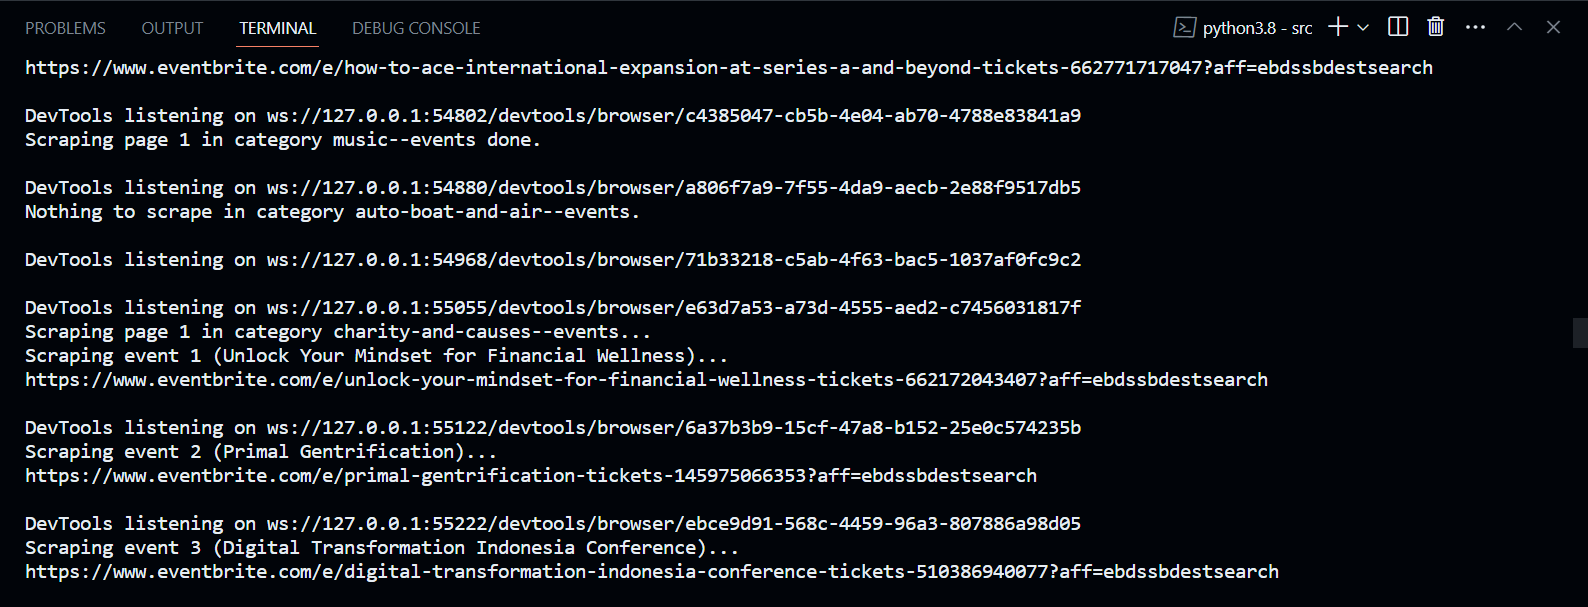 PROBLEMS OUTPUT TERMINAL DEBUG CONSOLE python3.8 - src
https://www.eventbrite.com/e/how-to-ace-international-expansion-at-series-a-and-beyond-tickets-662771717047?aff=ebdssbdestsearch
DevTools listening on ws://127.0.0.1:54802/devtools/browser/c4385047-cb5b-4e04-ab70-4788e83841a9
Scraping page 1 in category music--events done.
DevTools listening on ws://127.0.0.1:54880/devtools/browser/a806f7a9-7f55-4da9-aecb-2e88f9517db5
Nothing to scrape in category auto-boat-and-air--events.
DevTools listening on ws://127.0.0.1:54968/devtools/browser/71b33218-c5ab-4f63-bac5-1037af0fc9c2
DevTools listening on ws://127.0.0.1:55055/devtools/browser/e63d7a53-a73d-4555-aed2-c7456031817f
Scraping page 1 in category charity-and-causes--events...
Scraping event 1 (Unlock Your Mindset for Financial Wellness)...
https://www.eventbrite.com/e/unlock-your-mindset-for-financial-wellness-tickets-662172043407?aff=ebdssbdestsearch
DevTools listening on ws://127.0.0.1:55122/devtools/browser/6a37b3b9-15cf-47a8-b152-25e0c574235b
Scraping event 2 (Primal Gentrification)...
https://www.eventbrite.com/e/primal-gentrification-tickets-145975066353?aff=ebdssbdestsearch
DevTools listening on ws://127.0.0.1:55222/devtools/browser/ebce9d91-568c-4459-96a3-807886a98d05
Scraping event 3 (Digital Transformation Indonesia Conference)...
https://www.eventbrite.com/e/digital-transformation-indonesia-conference-tickets-510386940077?aff=ebdssbdestsearch